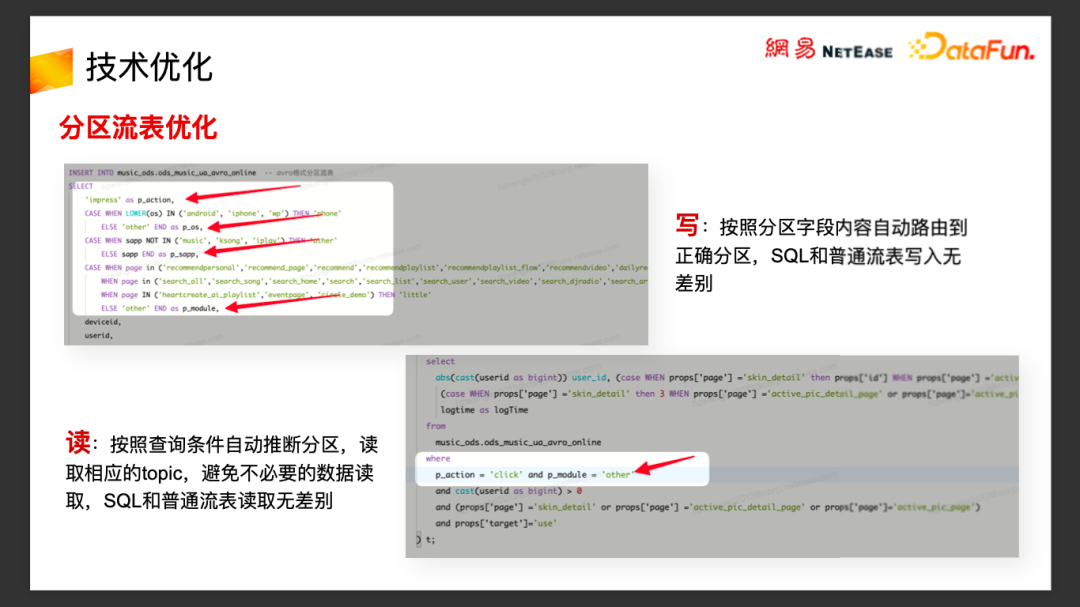 技术优化
網易 NETEASE DataFun.
分区流表优化
INSERT INTO music_ods.ods_music_ua_avro_online -- avro格式分区流表
SELECT
'impress' as p_action,
CASE WHEN LOWER(os) IN ('android', 'iphone', 'wp') THEN 'phone'
ELSE 'other' END as p_os,
CASE WHEN sapp NOT IN ('music', 'ksong', 'iplay') THEN 'other'
ELSE sapp END as p_sapp,
CASE WHEN page in ('recommendpersonal','recommend_page','recommend','recommendplaylist','recommendplaylist_flow','recommendvideo','dailyre
WHEN page in ('search_all','search_song','search_home','search','search_list','search_user','search_video','search_djradio','search_ar
WHEN page IN ('heartcreate_ai_playlist','eventpage','circle_demo') THEN 'little'
ELSE 'other' END as p_module,
deviceid,
userid,
写：按照分区字段内容自动路由到
正确分区，SQL和普通流表写入无
差别
select
abs(cast(userid as bigint)) user_id, (case WHEN props['page'] ='skin_detail' then props['id'] WHEN props['page'] ='activ
(case WHEN props['page'] ='skin_detail' then 3 WHEN props['page'] ='active_pic_detail_page' or props['page']='active_pi
logtime as logTime
from
music_ods.ods_music_ua_avro_online
where
p_action = 'click' and p_module = 'other'
and cast(userid as bigint) > 0
and (props['page'] ='skin_detail' or props['page'] ='active_pic_detail_page' or props['page']='active_pic_page')
and props['target']='use'
) t;
读：按照查询条件自动推断分区，读
取相应的topic，避免不必要的数据读
取，SQL和普通流表读取无差别